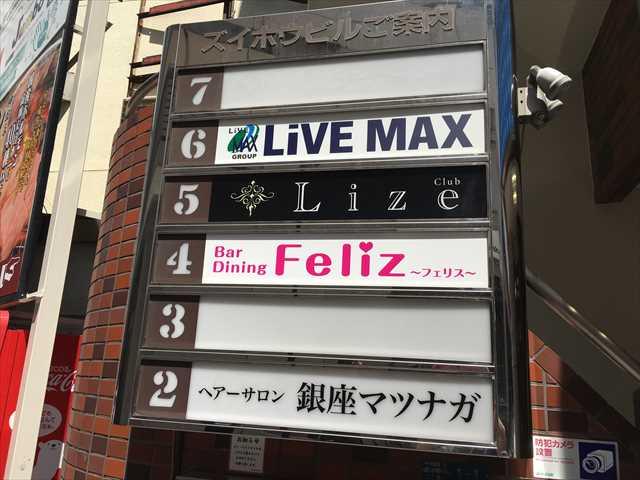 ズイホウビルご案内
7
6
LiVE
MAX
GROUP
LiVE MAX
5
Lize
Club
4
Bar
Dining
Feliz
～フェリス～
3
2
ヘアーサロン 銀座マツナガ
防犯カメラ
設置